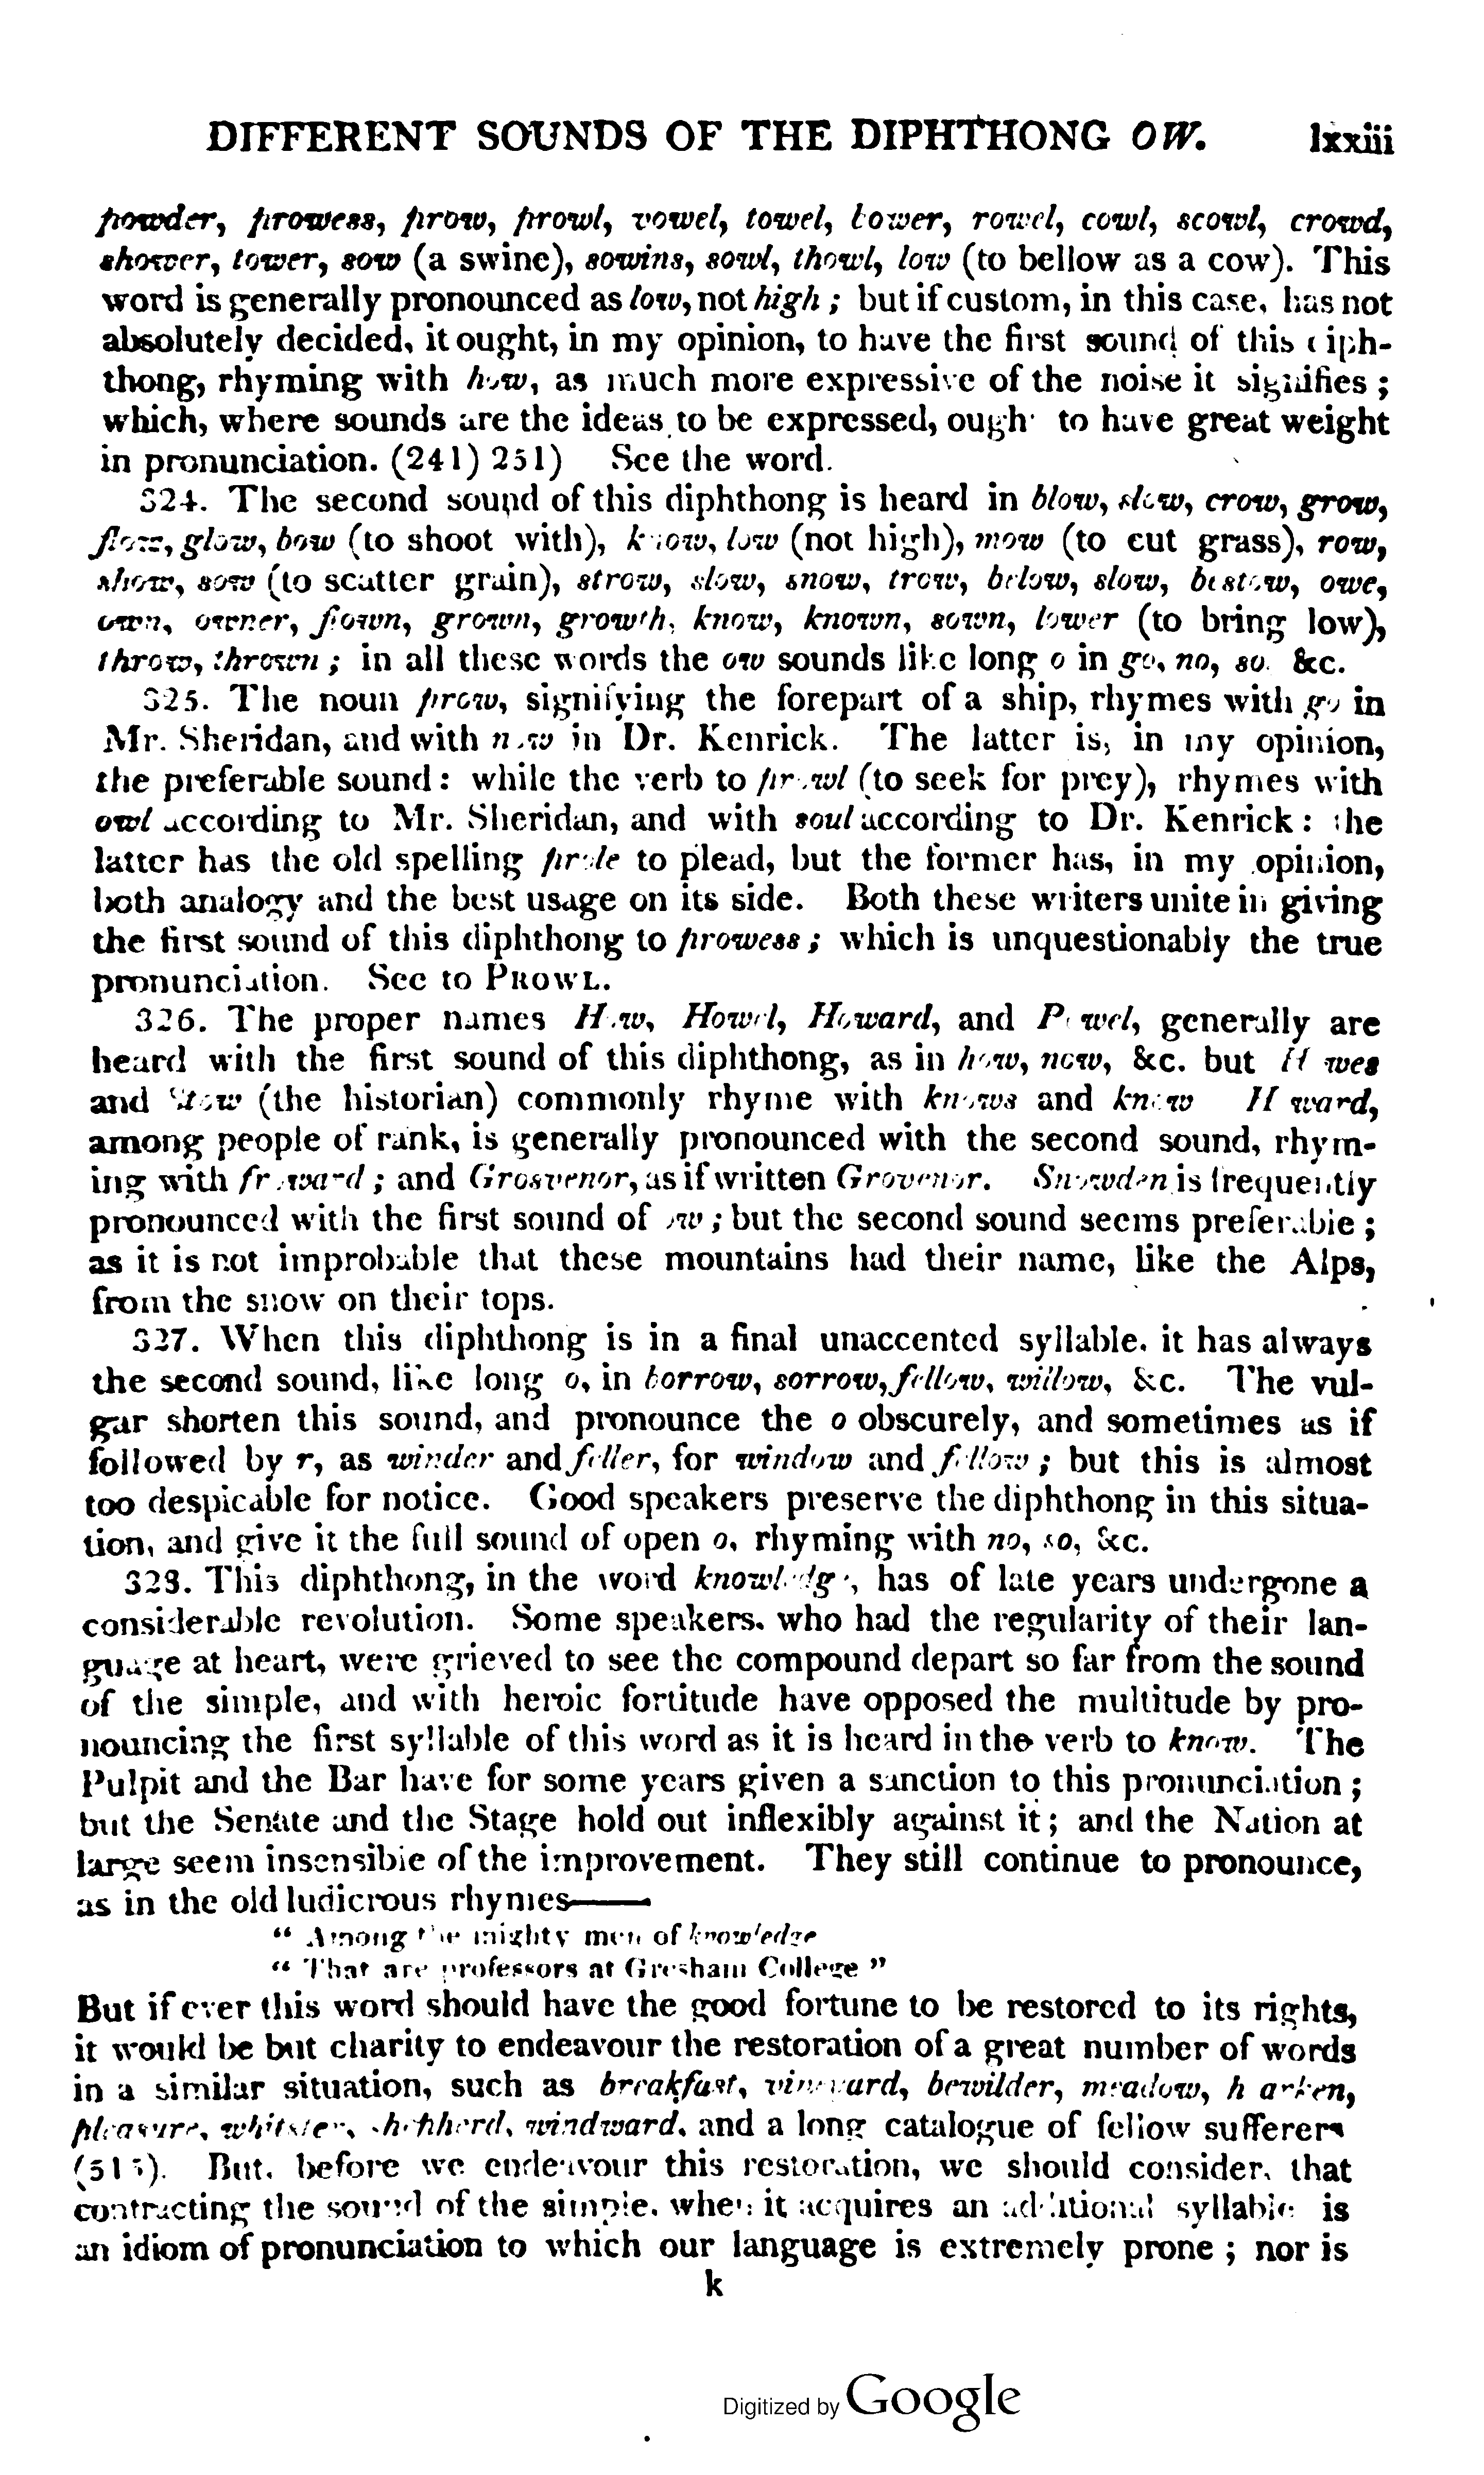 DIFFERENT SOUNDS OF THE DIPHTHONG OW. lxxiii
powder, prowess, prow, prowl, vowel, towel, bower, rowel, cowl, scowl, crowd,
shower, tower, sow (a swine), sowins, sowl, thowl, low (to bellow as a cow). This
word is generally pronounced as low, not high; but if custom, in this case, has not
absolutely decided, it ought, in my opinion, to have the first sound of this diph-
thong, rhyming with how, as much more expressive of the noise it signifies;
which, where sounds are the ideas to be expressed, ought to have great weight
in pronunciation. (241) 251) See the word.
324. The second sound of this diphthong is heard in blow, slow, crow, grow,
flow, glow, bow (to shoot with), know, low (not high), mow (to cut grass), row,
show, sow (to scatter grain), strow, slow, snow, trow, below, slow, bestow, owe,
own, owner, flown, grown, growth, know, known, sown, lower (to bring low),
throw, thrown; in all these words the ow sounds like long o in go, no, so. &c.
325. The noun prow, signifying the forepart of a ship, rhymes with go in
Mr. Sheridan, and with now in Dr. Kenrick. The latter is, in my opinion,
the preferable sound: while the verb to prowl (to seek for prey), rhymes with
owl according to Mr. Sheridan, and with soul according to Dr. Kenrick: the
latter has the old spelling prole to plead, but the former has, in my opinion,
both analogy and the best usage on its side. Both these writers unite in giving
the first sound of this diphthong to prowess; which is unquestionably the true
pronunciation. See to PROWL.
326. The proper names How, Howel, Howard, and Powel, generally are
heard with the first sound of this diphthong, as in how, now, &c. but Howes
and Stow (the historian) commonly rhyme with knows and know Howard,
among people of rank, is generally pronounced with the second sound, rhym-
ing with froward; and Grosvenor, as if written Grovenor. Snowden is frequently
pronounced with the first sound of ow; but the second sound seems preferable;
as it is not improbable that these mountains had their name, like the Alps,
from the snow on their tops.
327. When this diphthong is in a final unaccented syllable, it has always
the second sound, like long o, in borrow, sorrow, fellow, willow, &c. The vul-
gar shorten this sound, and pronounce the o obscurely, and sometimes as if
followed by r, as winder and feller, for window and fellow; but this is almost
too despicable for notice. Good speakers preserve the diphthong in this situa-
tion, and give it the full sound of open o, rhyming with no, so, &c.
328. This diphthong, in the word knowledge, has of late years undergone a
considerable revolution. Some speakers, who had the regularity of their lan-
guage at heart, were grieved to see the compound depart so far from the sound
of the simple, and with heroic fortitude have opposed the multitude by pro-
nouncing the first syllable of this word as it is heard in the verb to know. The
Pulpit and the Bar have for some years given a sanction to this pronunciation;
but the Senate and the Stage hold out inflexibly against it; and the Nation at
large seem insensible of the improvement. They still continue to pronounce,
as in the old ludicrous rhymes——
“ Among the mighty men of knowledge
“ That are professors at Gresham College ”
But if ever this word should have the good fortune to be restored to its rights,
it would be but charity to endeavour the restoration of a great number of words
in a similar situation, such as breakfast, vineyard, bewilder, meadow, hearken,
pleasure, whitster, shepherd, windward, and a long catalogue of fellow sufferers
(515). But, before we endeavour this restoration, we should consider, that
contracting the sound of the simple, when it acquires an additional syllable is
an idiom of pronunciation to which our language is extremely prone; nor is
k
Digitized by Google